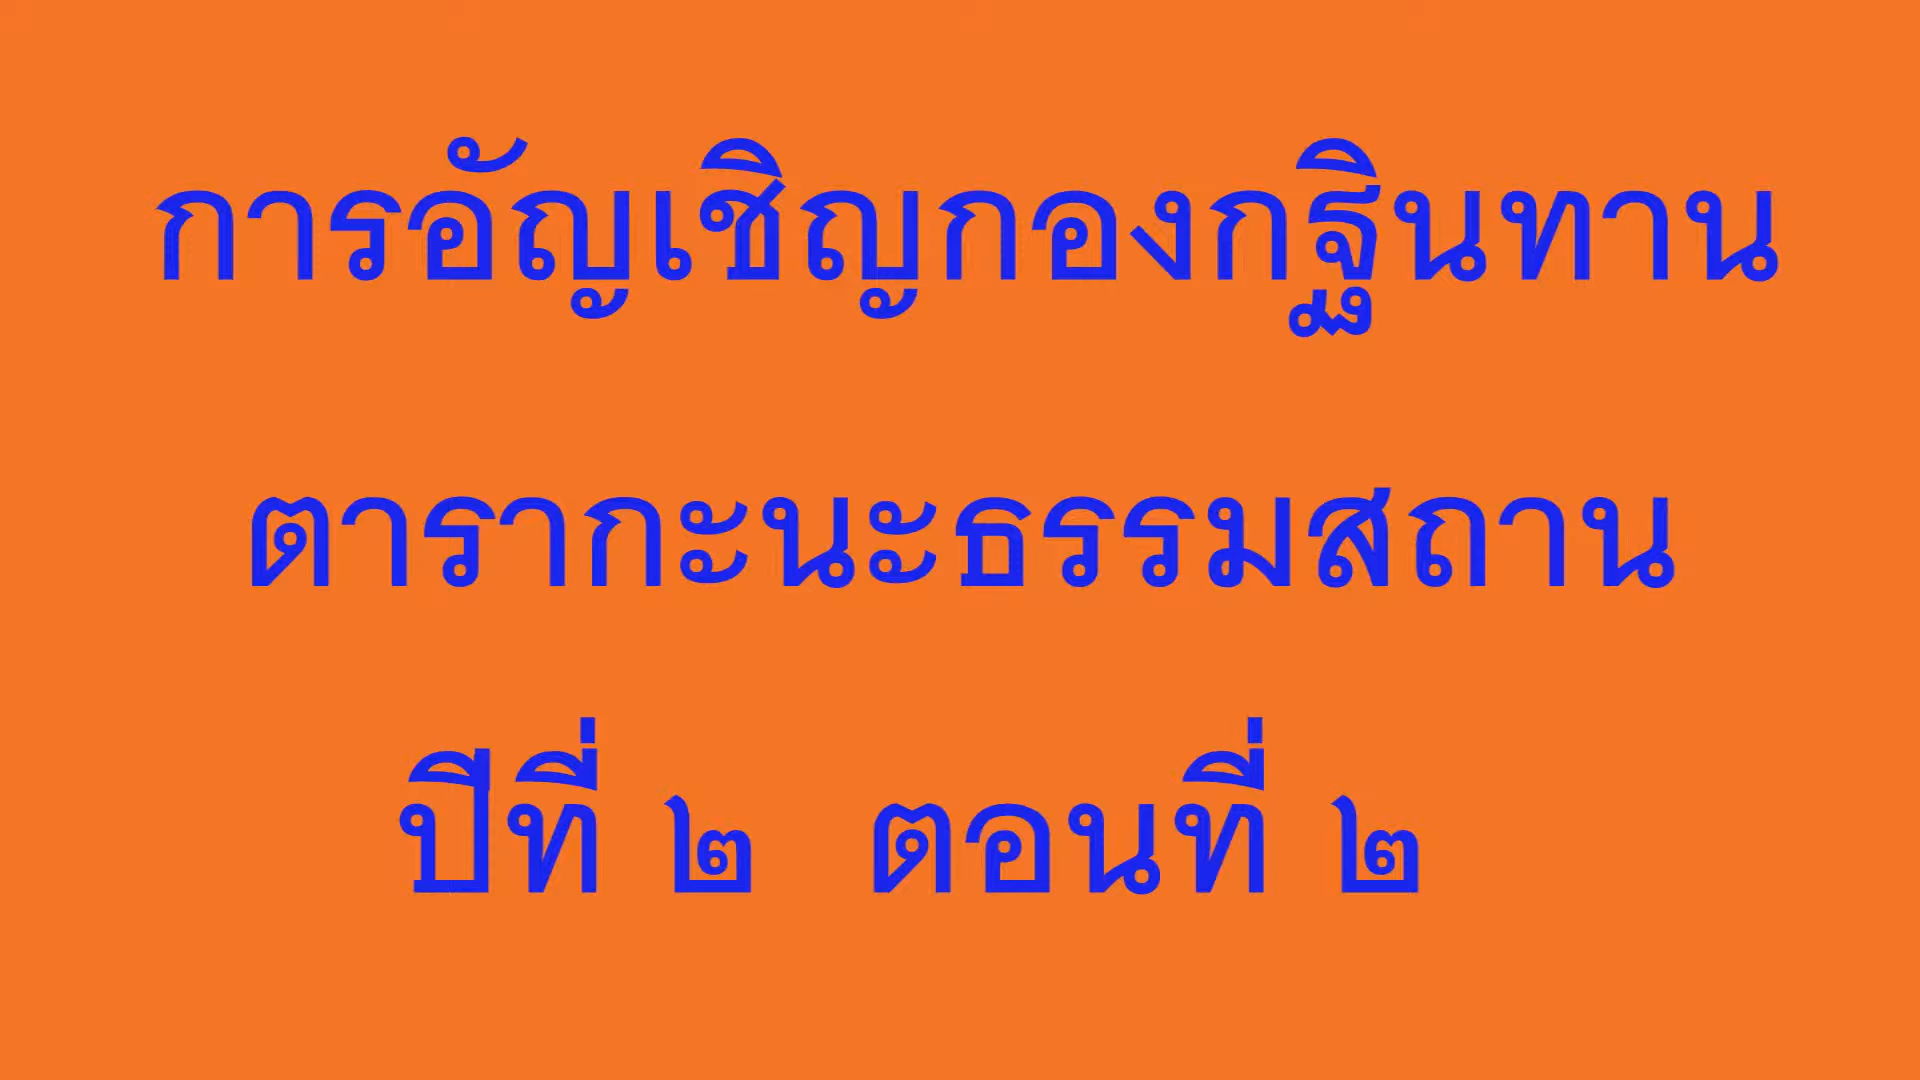 การอัญเชิญกองกฐินทาน
ตารากะนะธรรมสถาน
ปีที่ ๒ ตอนที่ ๒